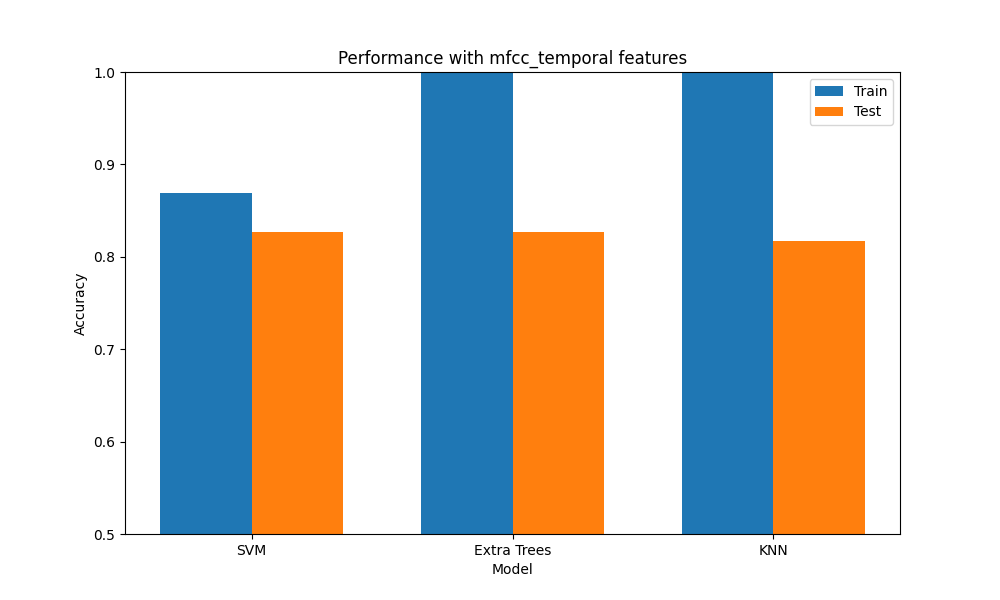 Performance with mfcc_temporal features
Train
Test
Accuracy
1.0
0.9
0.8
0.7
0.6
0.5
SVM
Extra Trees
KNN
Model